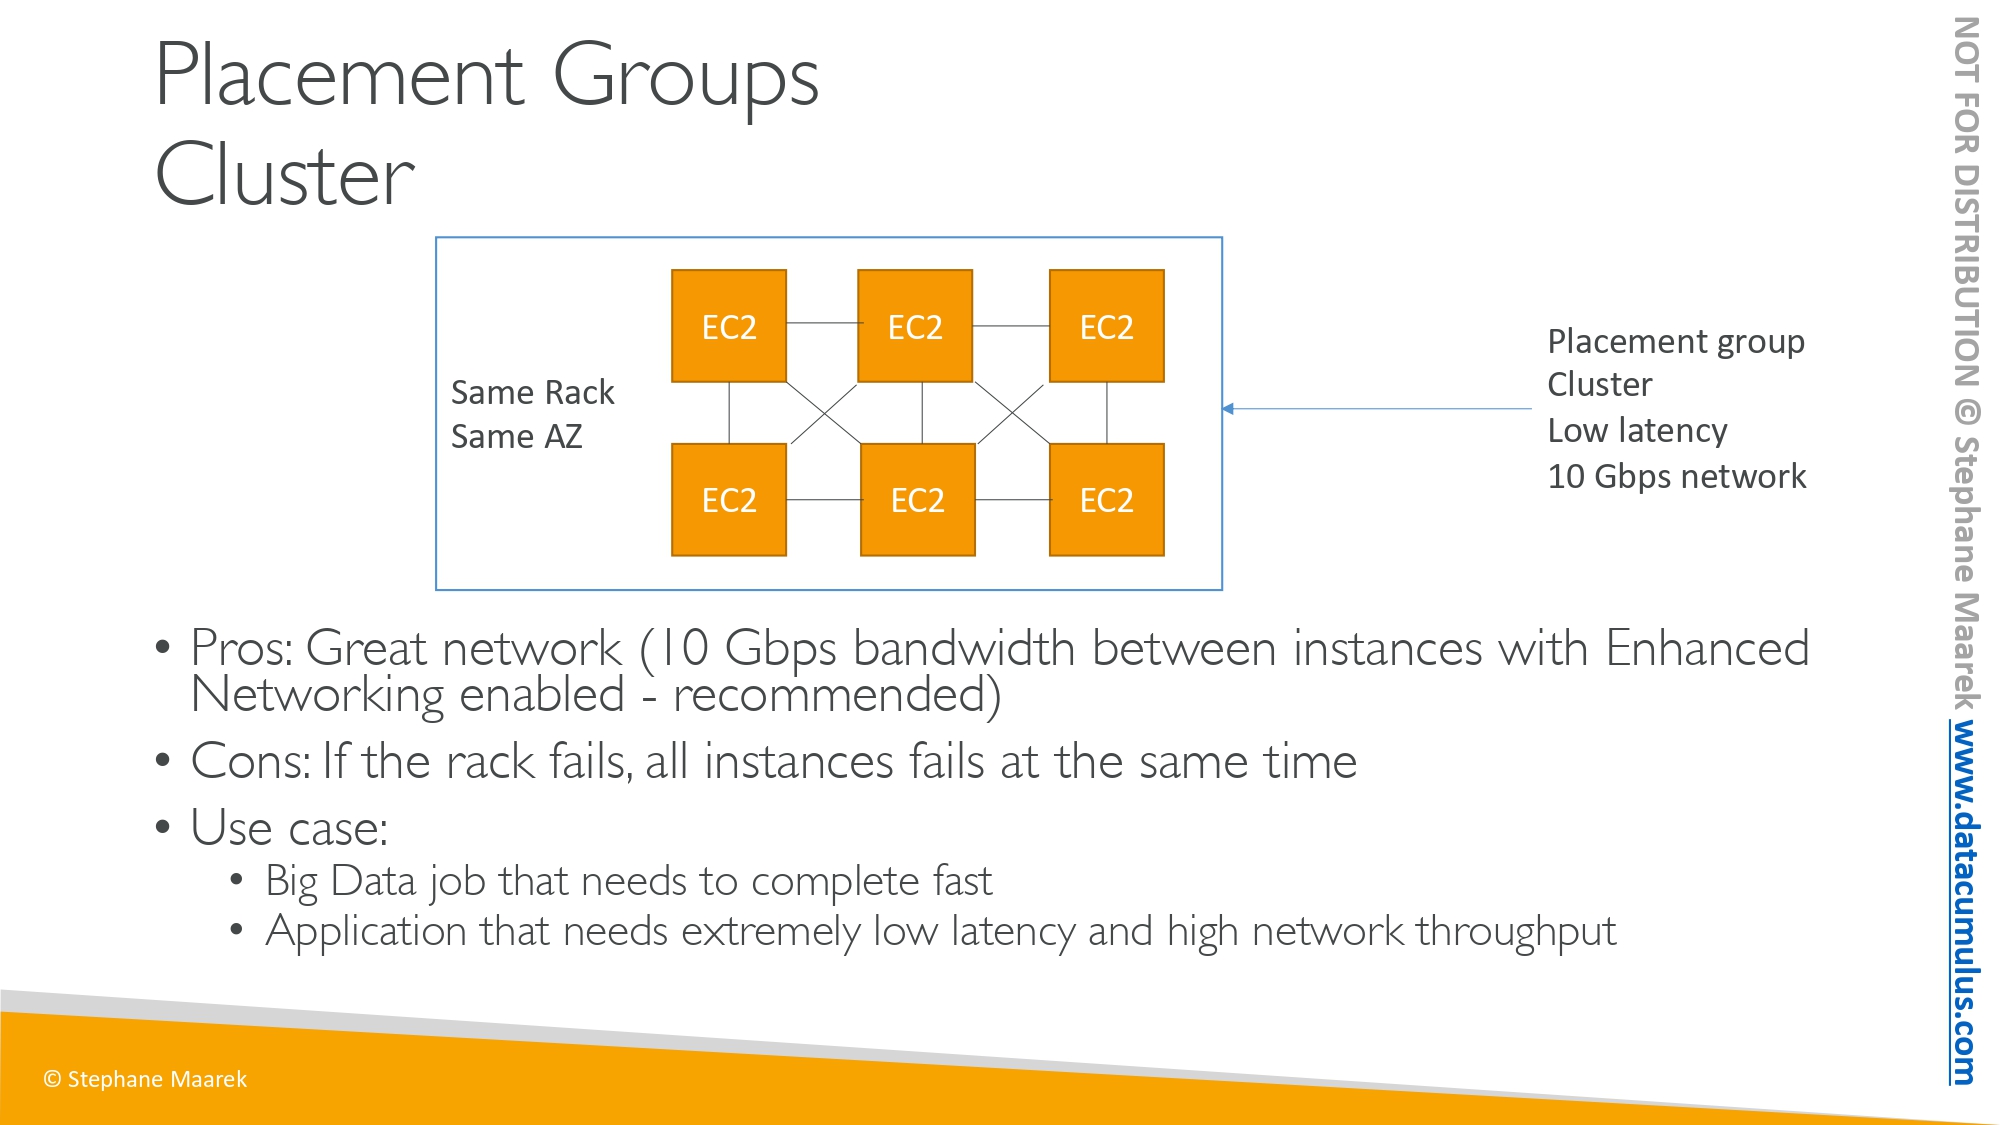 Placement Groups
Cluster
Same Rack
Same AZ
EC2
EC2
EC2
EC2
EC2
EC2
Placement group
Cluster
Low latency
10 Gbps network
• Pros: Great network (10 Gbps bandwidth between instances with Enhanced
Networking enabled - recommended)
• Cons: If the rack fails, all instances fails at the same time
• Use case:
• Big Data job that needs to complete fast
• Application that needs extremely low latency and high network throughput
© Stephane Maarek
NOT FOR DISTRIBUTION © Stephane Maarek www.datacumulus.com